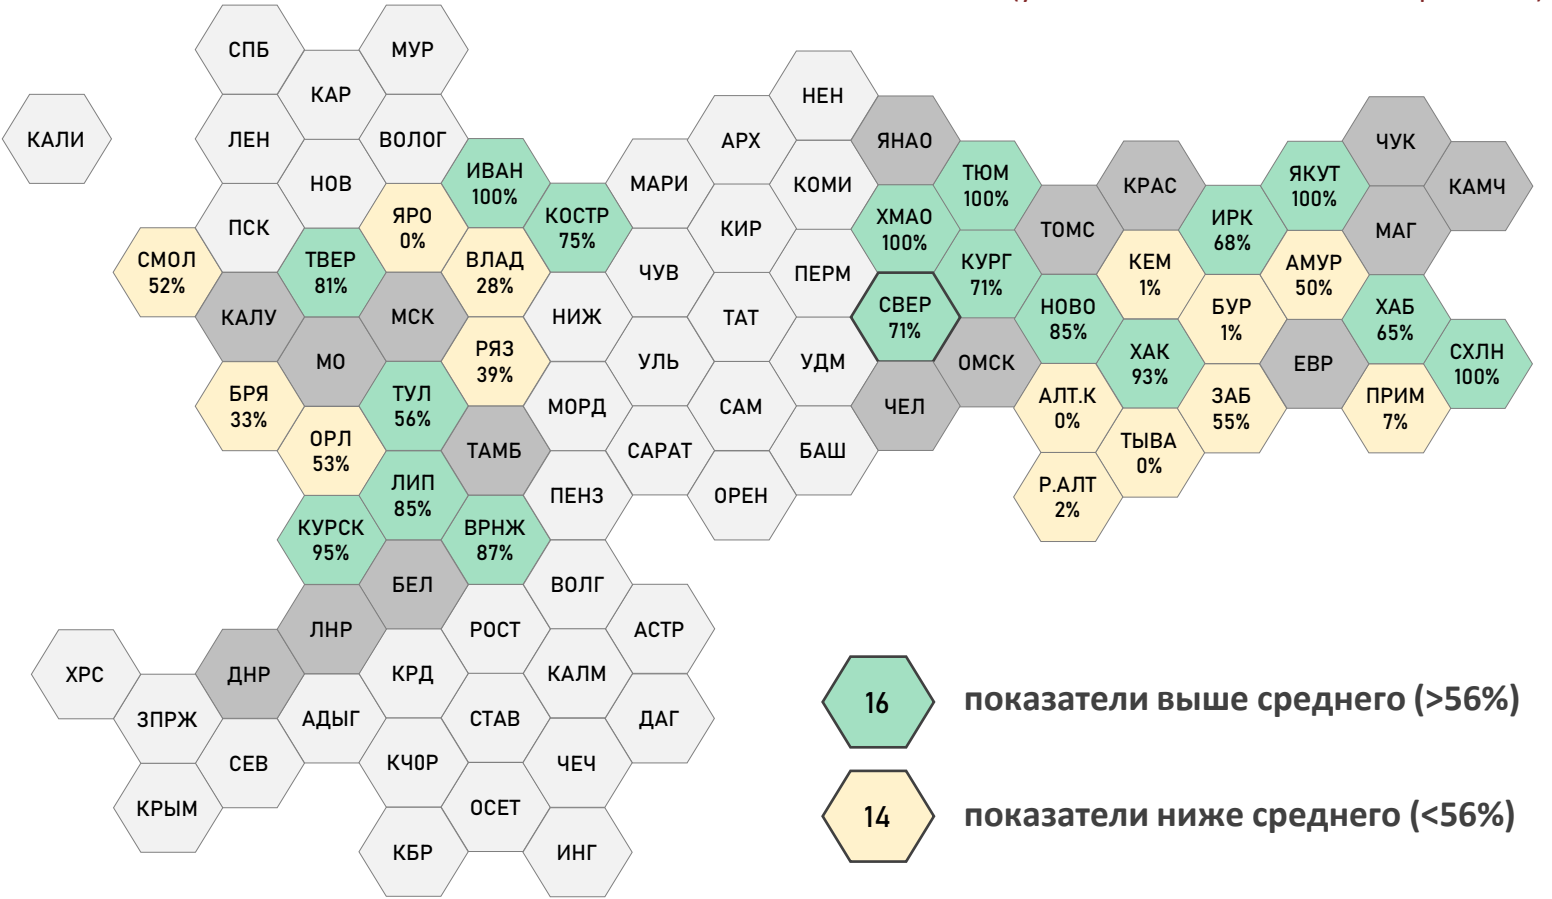 СПБ
МУР
КАР
НЕН
КАЛИ
ЛЕН
ВОЛОГ
АРХ
ЯНАО
ЧУК
ИВАН
100%
НОВ
МАРИ
КОМИ
ТЮМ
100%
КРАС
ЯКУТ
100%
КАМЧ
ПСК
ЯРО
0%
КОСТР
75%
КИР
ХМАО
100%
ТОМС
ИРК
68%
МАГ
СМОЛ
52%
ТВЕР
81%
ВЛАД
28%
ЧУВ
ПЕРМ
КУРГ
71%
КЕМ
1%
АМУР
50%
КАЛУ
МСК
НИЖ
ТАТ
СВЕР
71%
НОВО
85%
БУР
1%
ХАБ
65%
МО
РЯЗ
39%
УЛЬ
УДМ
ОМСК
ХАК
93%
ЕВР
СХЛН
100%
БРЯ
33%
ТУЛ
56%
МОРД
САМ
ЧЕЛ
АЛТ.К
0%
ЗАБ
55%
ПРИМ
7%
ОРЛ
53%
ТАМБ
САРАТ
БАШ
ТЫВА
0%
ЛИП
85%
ПЕНЗ
ОРЕН
Р.АЛТ
2%
КУРСК
95%
ВРНЖ
87%
БЕЛ
ВОЛГ
ЛНР
РОСТ
АСТР
ХРС
ДНР
КРД
КАЛМ
ЗПРЖ
АДЫГ
СТАВ
ДАГ
СЕВ
КЧОР
ЧЕЧ
КРЫМ
ОСЕТ
КБР
ИНГ
16
показатели выше среднего (>56%)
14
показатели ниже среднего (<56%)